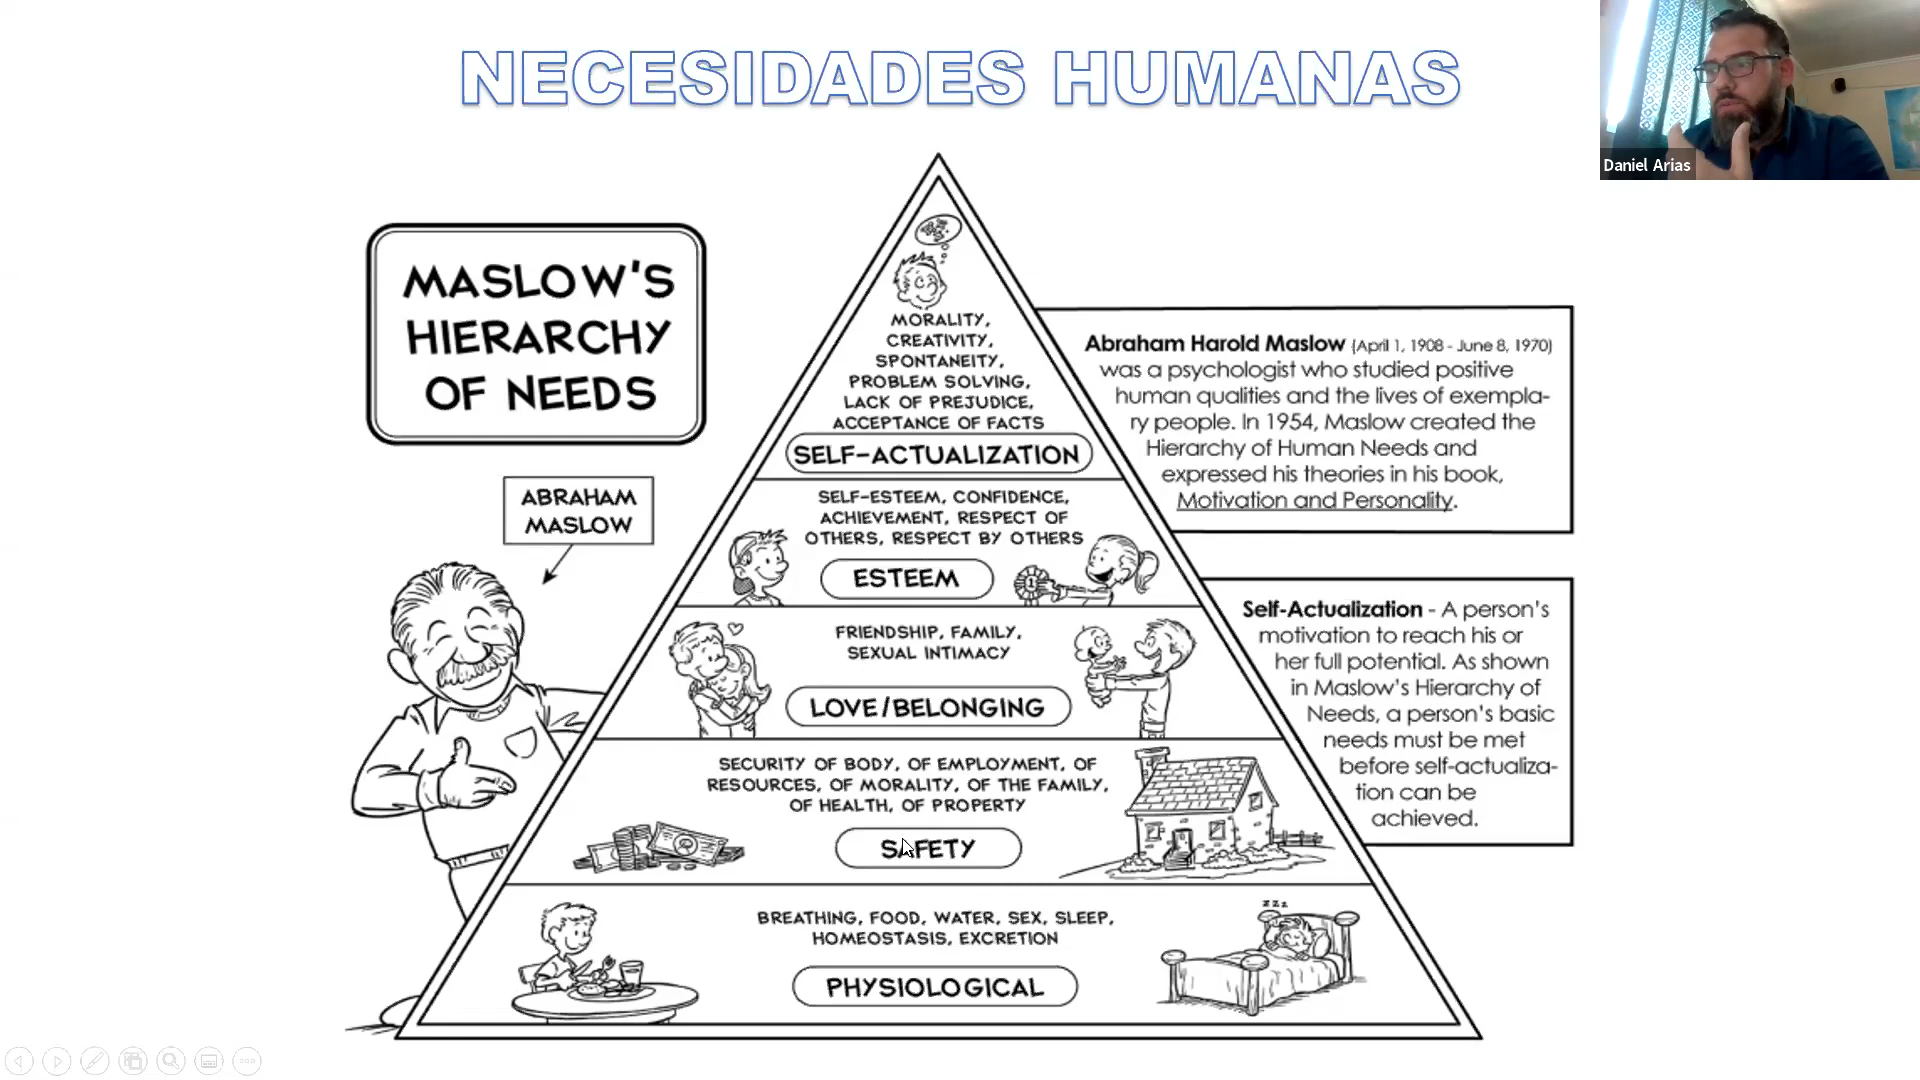 NECESIDADES HUMANAS
Daniel Arias
MASLOW'S
HIERARCHY
OF NEEDS
ABRAHAM
MASLOW
MORALITY,
CREATIVITY,
SPONTANEITY,
PROBLEM SOLVING,
LACK OF PREJUDICE,
ACCEPTANCE OF FACTS
SELF-ACTUALIZATION
SELF-ESTEEM, CONFIDENCE,
ACHIEVEMENT, RESPECT OF
OTHERS, RESPECT BY OTHERS
1
ESTEEM
FRIENDSHIP, FAMILY,
SEXUAL INTIMACY
LOVE/BELONGING
SECURITY OF BODY, OF EMPLOYMENT, OF
RESOURCES, OF MORALITY, OF THE FAMILY,
OF HEALTH, OF PROPERTY
SAFETY
BREATHING, FOOD, WATER, SEX, SLEEP,
HOMEOSTASIS, EXCRETION
zzz
PHYSIOLOGICAL
Abraham Harold Maslow (April 1, 1908 - June 8, 1970)
was a psychologist who studied positive
human qualities and the lives of exempla-
ry people. In 1954, Maslow created the
Hierarchy of Human Needs and
expressed his theories in his book,
Motivation and Personality.
Self-Actualization - A person's
motivation to reach his or
her full potential. As shown
in Maslow's Hierarchy of
Needs, a person's basic
needs must be met
before self-actualiza-
tion can be
achieved.